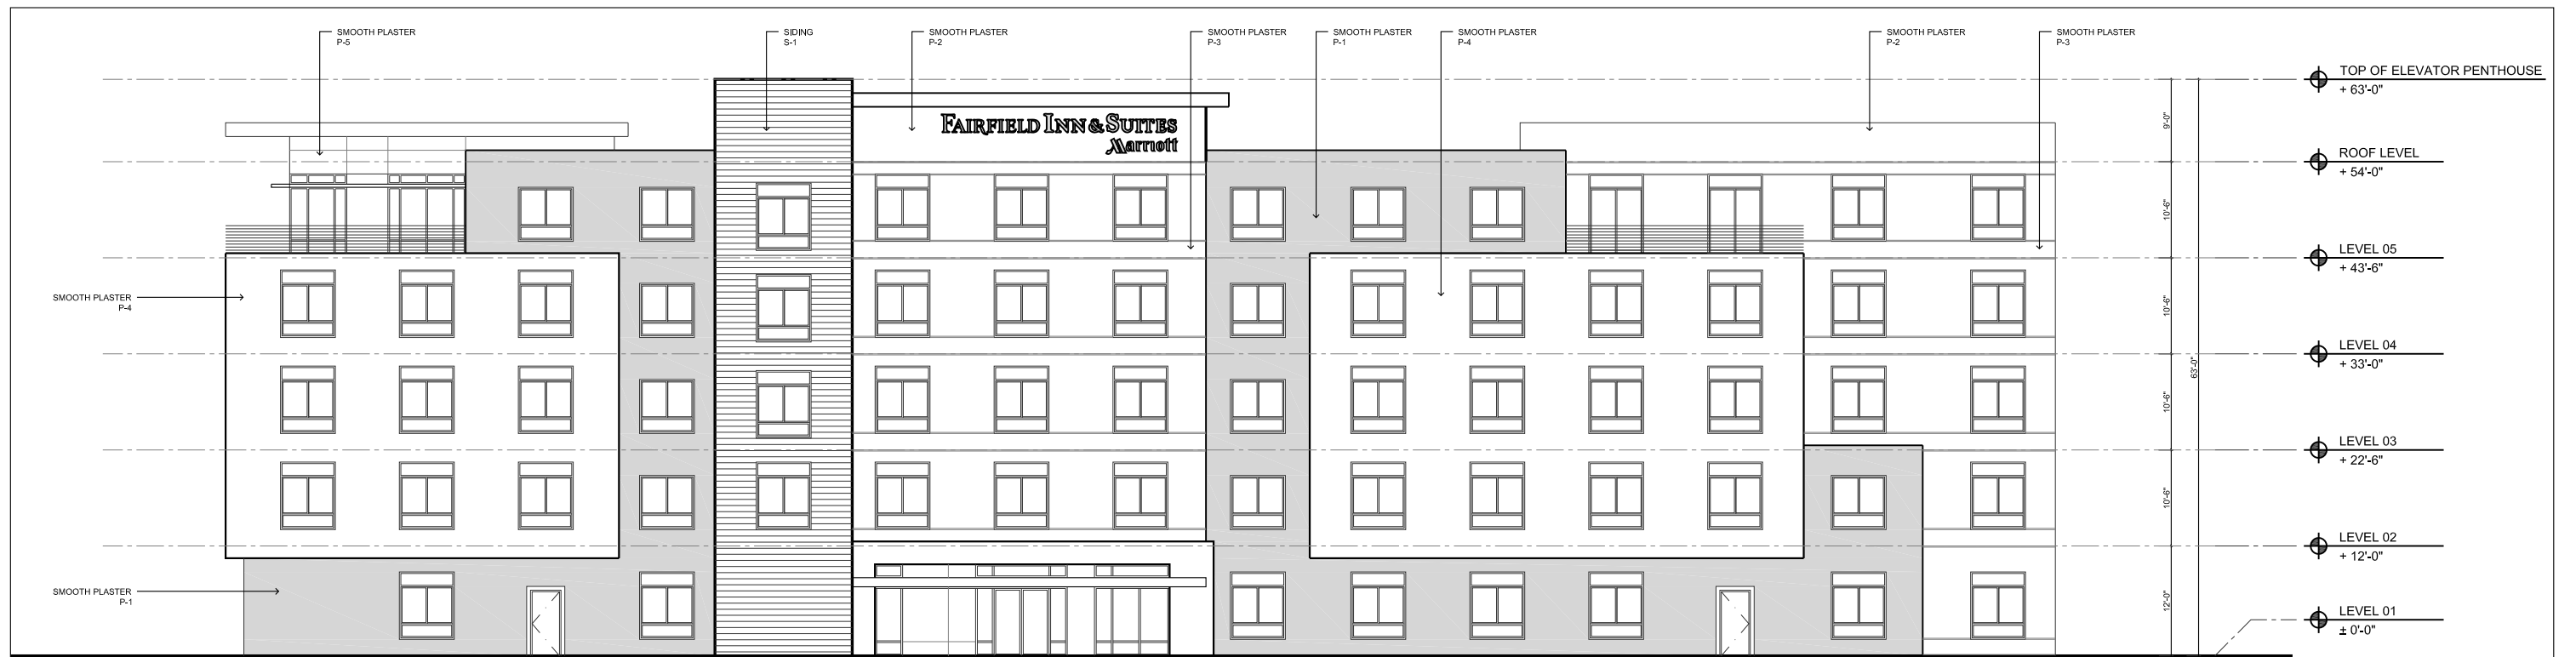 SMOOTH PLASTER
P-5
SIDING
S-1
SMOOTH PLASTER
P-2
SMOOTH PLASTER
P-3
SMOOTH PLASTER
P-1
SMOOTH PLASTER
P-4
SMOOTH PLASTER
P-2
SMOOTH PLASTER
P-3
TOP OF ELEVATOR PENTHOUSE
+ 63'-0"
FAIRFIELD INN & SUITES
Marriott
9'-0"
ROOF LEVEL
+ 54'-0"
10'-6"
LEVEL 05
+ 43'-6"
SMOOTH PLASTER
P-4
10'-6"
LEVEL 04
+ 33'-0"
63'-0"
10'-6"
LEVEL 03
+ 22'-6"
10'-6"
LEVEL 02
+ 12'-0"
SMOOTH PLASTER
P-1
12'-0"
LEVEL 01
± 0'-0"